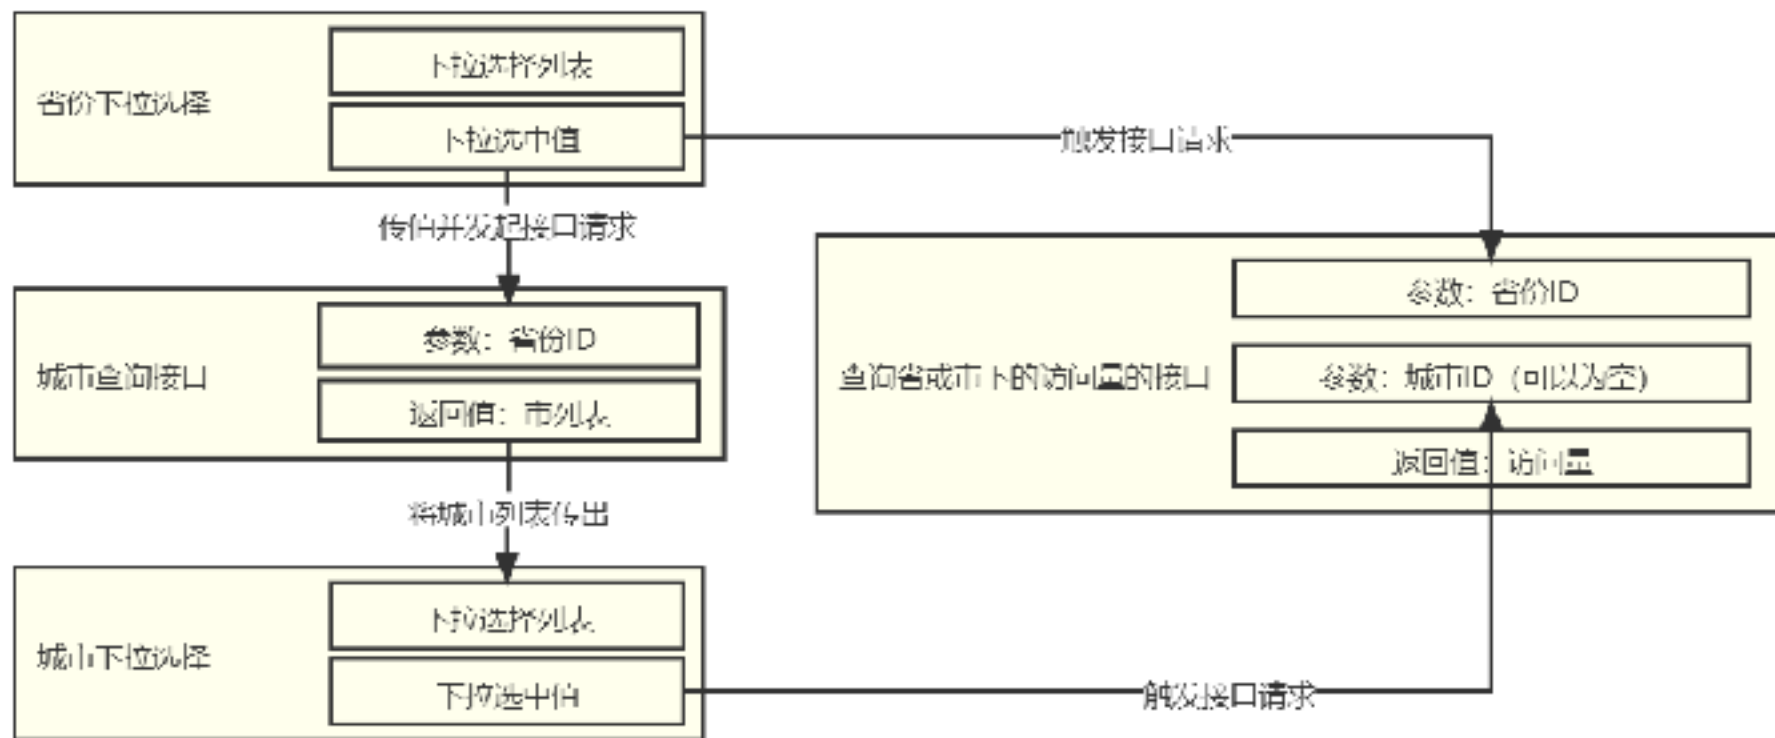 下拉选择列表
省份下拉选择
下拉选中值
触发接口请求
传值并发起接口请求
参数：省份ID
城市查询接口
返回值：市列表
参数：省份ID
查询省或市下的访问量的接口
参数：城市ID（可以为空）
返回值：访问量
将城市列表传出
下拉选择列表
城市下拉选择
下拉选中值
触发接口请求